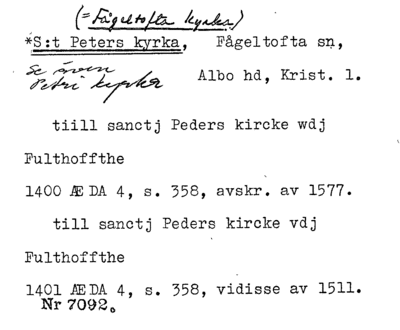 (= Fågeltofta kyrka)
*S:t Peters kyrka, Fågeltofta sn,
Se även
Petri kyrka
Albo hd, Krist. l.
tiill sanctj Peders kircke wdj
Fulthoffthe
1400 ÆDA 4, s. 358, avskr. av 1577.
till sanctj Peders kircke vdj
Fulthoffthe
1401 ÆDA 4, s. 358, vidisse av 1511.
Nr 7092.